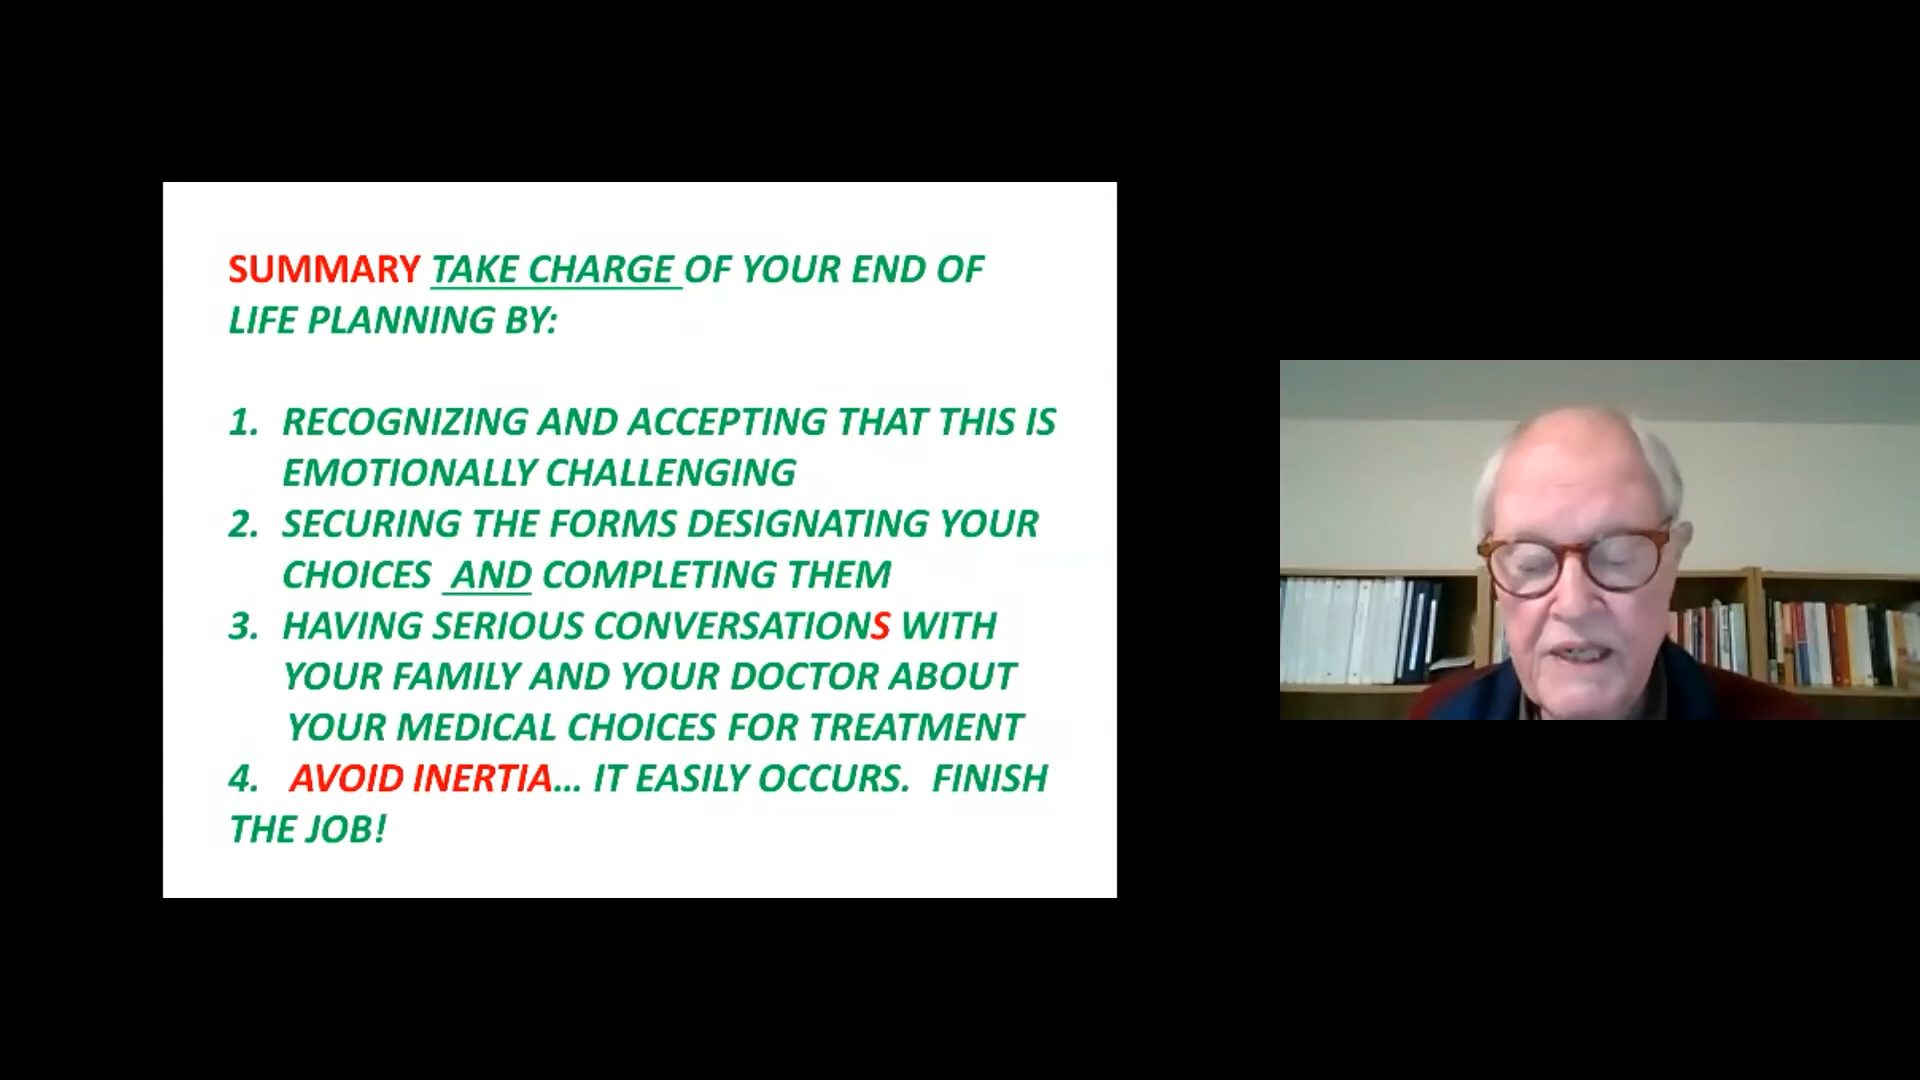 SUMMARY TAKE CHARGE OF YOUR END OF
LIFE PLANNING BY:
1. RECOGNIZING AND ACCEPTING THAT THIS IS
EMOTIONALLY CHALLENGING
2. SECURING THE FORMS DESIGNATING YOUR
CHOICES AND COMPLETING THEM
3. HAVING SERIOUS CONVERSATIONS WITH
YOUR FAMILY AND YOUR DOCTOR ABOUT
YOUR MEDICAL CHOICES FOR TREATMENT
4. AVOID INERTIA... IT EASILY OCCURS. FINISH
THE JOB!